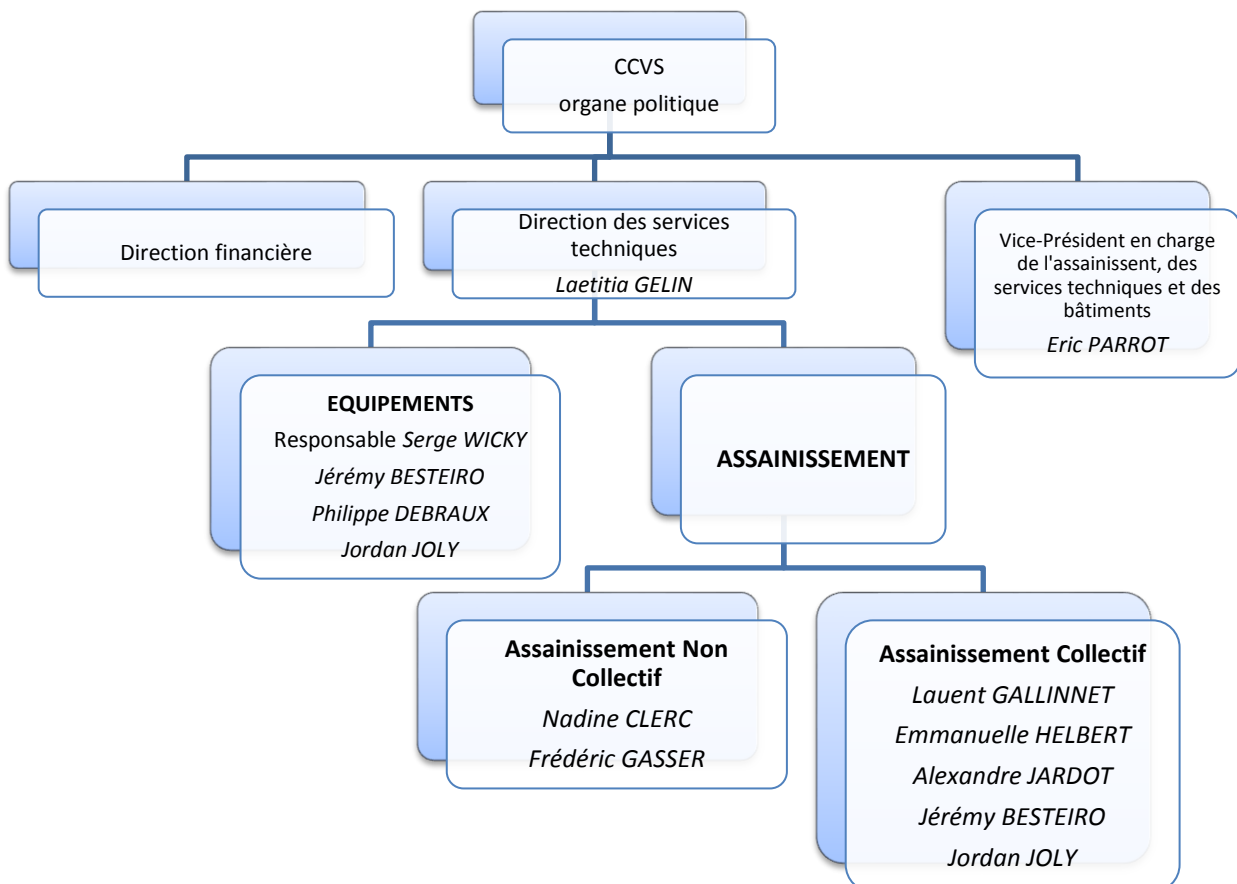 CCVS
organe politique
Direction financière
Direction des services
techniques
Laetitia GELIN
Vice-Président en charge
de l'assainissent, des
services techniques et des
bâtiments
Eric PARROT
EQUIPEMENTS
Responsable Serge WICKY
Jérémy BESTEIRO
Philippe DEBRAUX
Jordan JOLY
ASSAINISSEMENT
Assainissement Non
Collectif
Nadine CLERC
Frédéric GASSER
Assainissement Collectif
Lauent GALLINNET
Emmanuelle HELBERT
Alexandre JARDOT
Jérémy BESTEIRO
Jordan JOLY